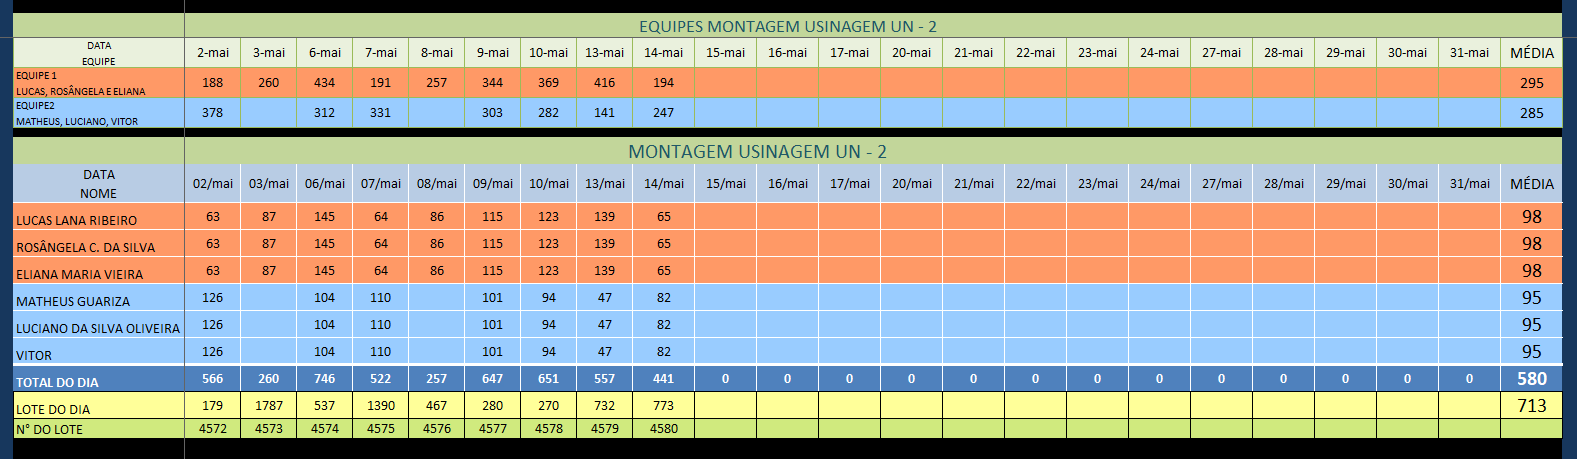 EQUIPES MONTAGEM USINAGEM UN - 2
DATA
EQUIPE 2-mai 3-mai 6-mai 7-mai 8-mai 9-mai 10-mai 13-mai 14-mai 15-mai 16-mai 17-mai 20-mai 21-mai 22-mai 23-mai 24-mai 27-mai 28-mai 29-mai 30-mai 31-mai MÉDIA
EQUIPE 1
LUCAS, ROSÂNGELA E ELIANA 188 260 434 191 257 344 369 416 194 295
EQUIPE2
MATHEUS, LUCIANO, VITOR 378 312 331 303 282 141 247 285
MONTAGEM USINAGEM UN - 2
DATA
NOME 02/mai 03/mai 06/mai 07/mai 08/mai 09/mai 10/mai 13/mai 14/mai 15/mai 16/mai 17/mai 20/mai 21/mai 22/mai 23/mai 24/mai 27/mai 28/mai 29/mai 30/mai 31/mai MÉDIA
LUCAS LANA RIBEIRO 63 87 145 64 86 115 123 139 65 98
ROSÂNGELA C. DA SILVA 63 87 145 64 86 115 123 139 65 98
ELIANA MARIA VIEIRA 63 87 145 64 86 115 123 139 65 98
MATHEUS GUARIZA 126 104 110 101 94 47 82 95
LUCIANO DA SILVA OLIVEIRA 126 104 110 101 94 47 82 95
VITOR 126 104 110 101 94 47 82 95
TOTAL DO DIA 566 260 746 522 257 647 651 557 441 0 0 0 0 0 0 0 0 0 0 0 0 0 580
LOTE DO DIA 179 1787 537 1390 467 280 270 732 773 713
N° DO LOTE 4572 4573 4574 4575 4576 4577 4578 4579 4580